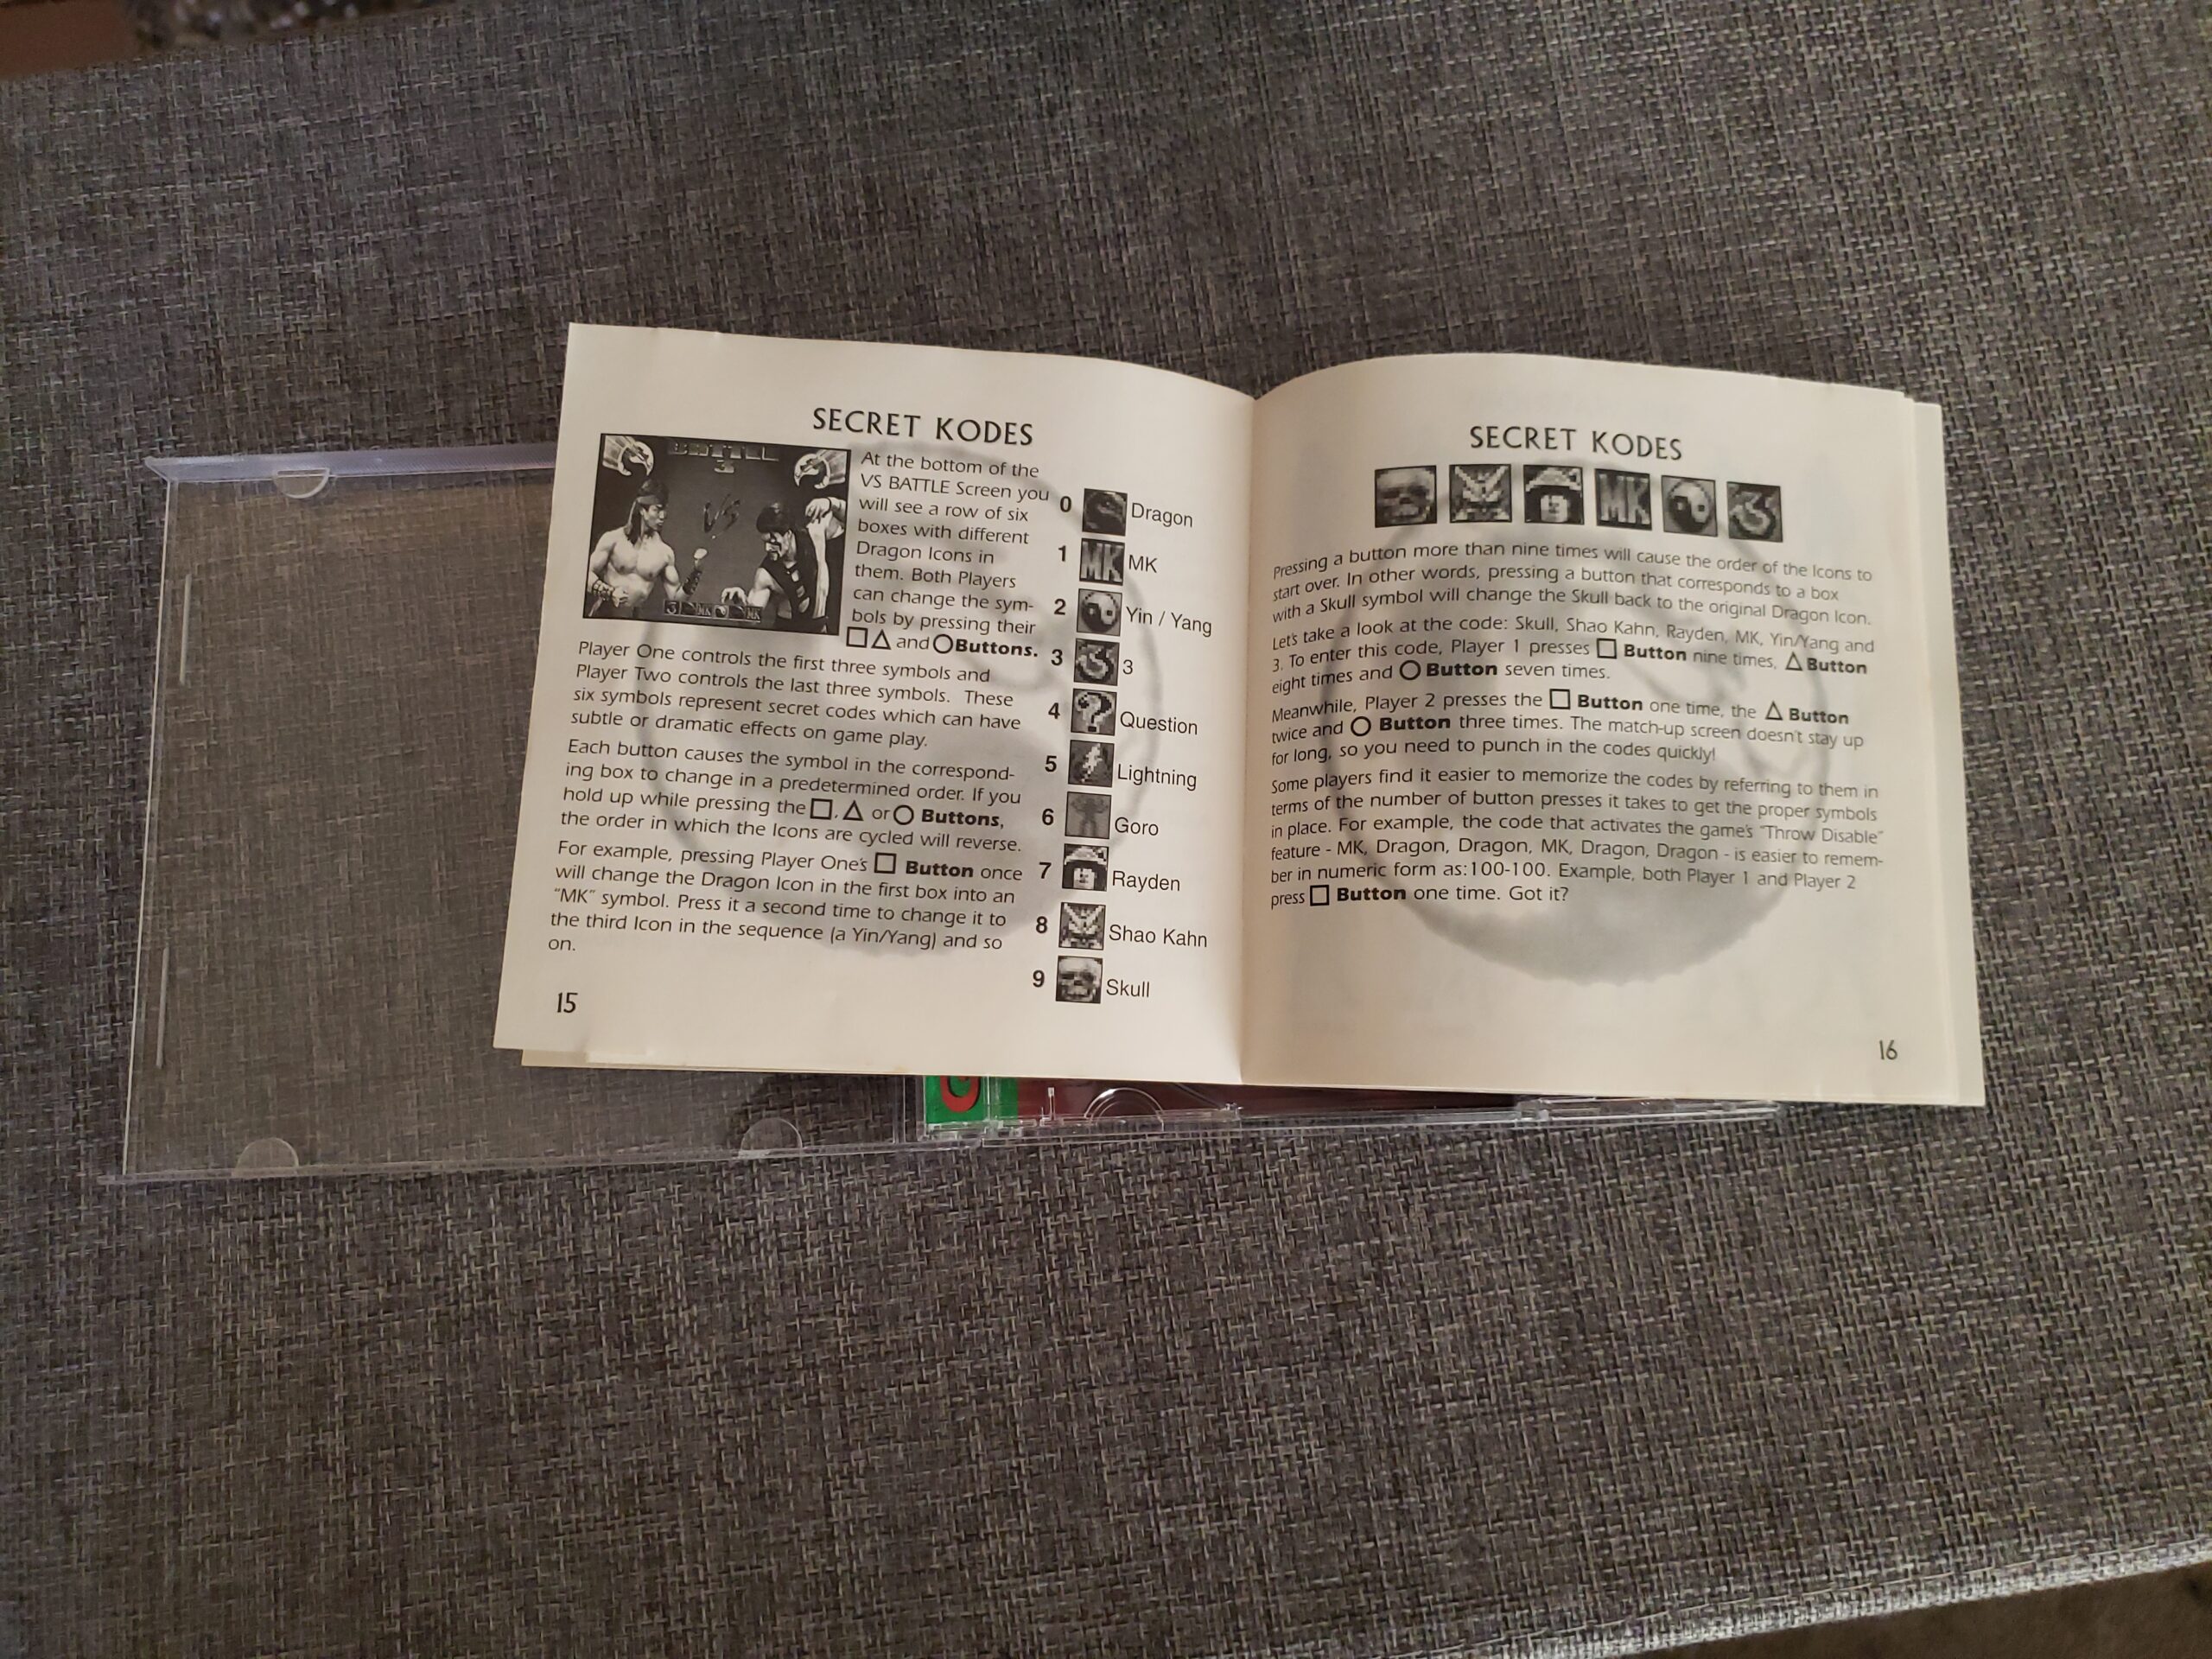 SECRET KODES
BATTLE
3
VS
3 MK MK
At the bottom of the
VS BATTLE Screen you
will see a row of six
boxes with different
Dragon Icons in
them. Both Players
can change the sym-
bols by pressing their
□△ and ○Buttons.
Player One controls the first three symbols and
Player Two controls the last three symbols. These
six symbols represent secret codes which can have
subtle or dramatic effects on game play.
Each button causes the symbol in the correspond-
ing box to change in a predetermined order. If you
hold up while pressing the □, △ or ○ Buttons,
the order in which the Icons are cycled will reverse.
For example, pressing Player One's □ Button once
will change the Dragon Icon in the first box into an
"MK" symbol. Press it a second time to change it to
the third Icon in the sequence (a Yin/Yang) and so
on.
0 Dragon
1 MK MK
2 Yin / Yang
3 3 3
4 ? Question
5 Lightning
6 Goro
7 Rayden
8 Shao Kahn
9 Skull
15
SECRET KODES
MK 3
Pressing a button more than nine times will cause the order of the Icons to
start over. In other words, pressing a button that corresponds to a box
with a Skull symbol will change the Skull back to the original Dragon Icon.
Let's take a look at the code: Skull, Shao Kahn, Rayden, MK, Yin/Yang and
3. To enter this code, Player 1 presses □ Button nine times, △ Button
eight times and ○ Button seven times.
Meanwhile, Player 2 presses the □ Button one time, the △ Button
twice and ○ Button three times. The match-up screen doesn't stay up
for long, so you need to punch in the codes quickly!
Some players find it easier to memorize the codes by referring to them in
terms of the number of button presses it takes to get the proper symbols
in place. For example, the code that activates the game's "Throw Disable"
feature - MK, Dragon, Dragon, MK, Dragon, Dragon - is easier to remem-
ber in numeric form as:100-100. Example, both Player 1 and Player 2
press □ Button one time. Got it?
16